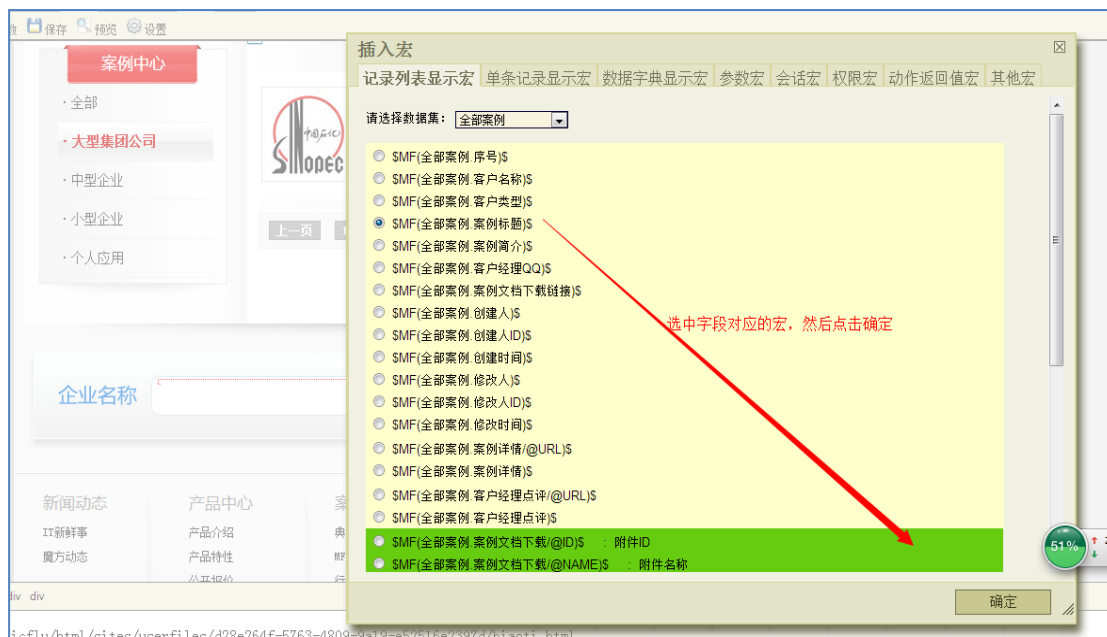 数 保存 预览 设置
案例中心
·全部
·大型集团公司
·中型企业
·小型企业
·个人应用
中国石化
SINOPEC
上一页
企业名称
新闻动态 产品中心 案
IT新鲜事 产品介绍 典
魔方动态 产品特性 MF
公开报价 行
div div
插入宏
记录列表显示宏 单条记录显示宏 数据字典显示宏 参数宏 会话宏 权限宏 动作返回值宏 其他宏
请选择数据集： 全部案例
$MF(全部案例.序号)$
$MF(全部案例.客户名称)$
$MF(全部案例.客户类型)$
$MF(全部案例.案例标题)$
$MF(全部案例.案例简介)$
$MF(全部案例.客户经理QQ)$
$MF(全部案例.案例文档下载链接)$
$MF(全部案例.创建人)$
$MF(全部案例.创建人ID)$
$MF(全部案例.创建时间)$
$MF(全部案例.修改人)$
$MF(全部案例.修改人ID)$
$MF(全部案例.修改时间)$
$MF(全部案例.案例详情/@URL)$
$MF(全部案例.案例详情)$
$MF(全部案例.客户经理点评/@URL)$
$MF(全部案例.客户经理点评)$
$MF(全部案例.案例文档下载/@ID)$ : 附件ID
$MF(全部案例.案例文档下载/@NAME)$ : 附件名称
选中字段对应的宏，然后点击确定
51%
确定